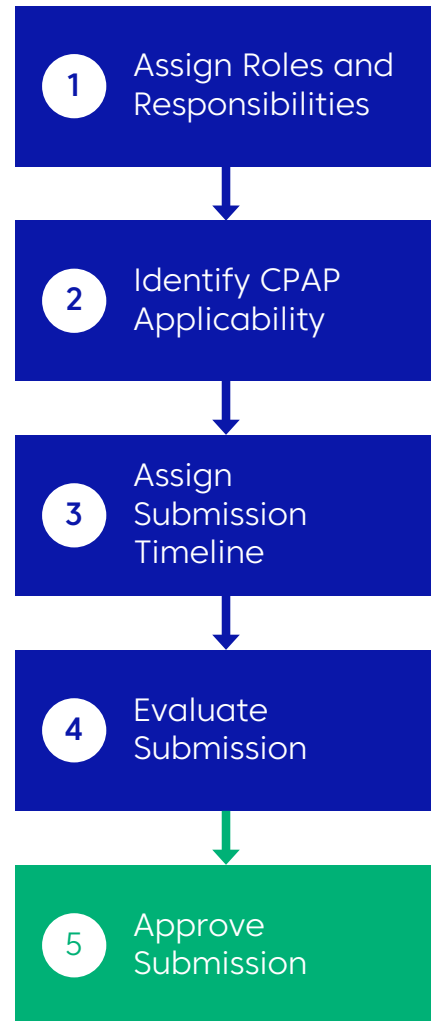 1
Assign Roles and
Responsibilities
2
Identify CPAP
Applicability
3
Assign
Submission
Timeline
4
Evaluate
Submission
5
Approve
Submission